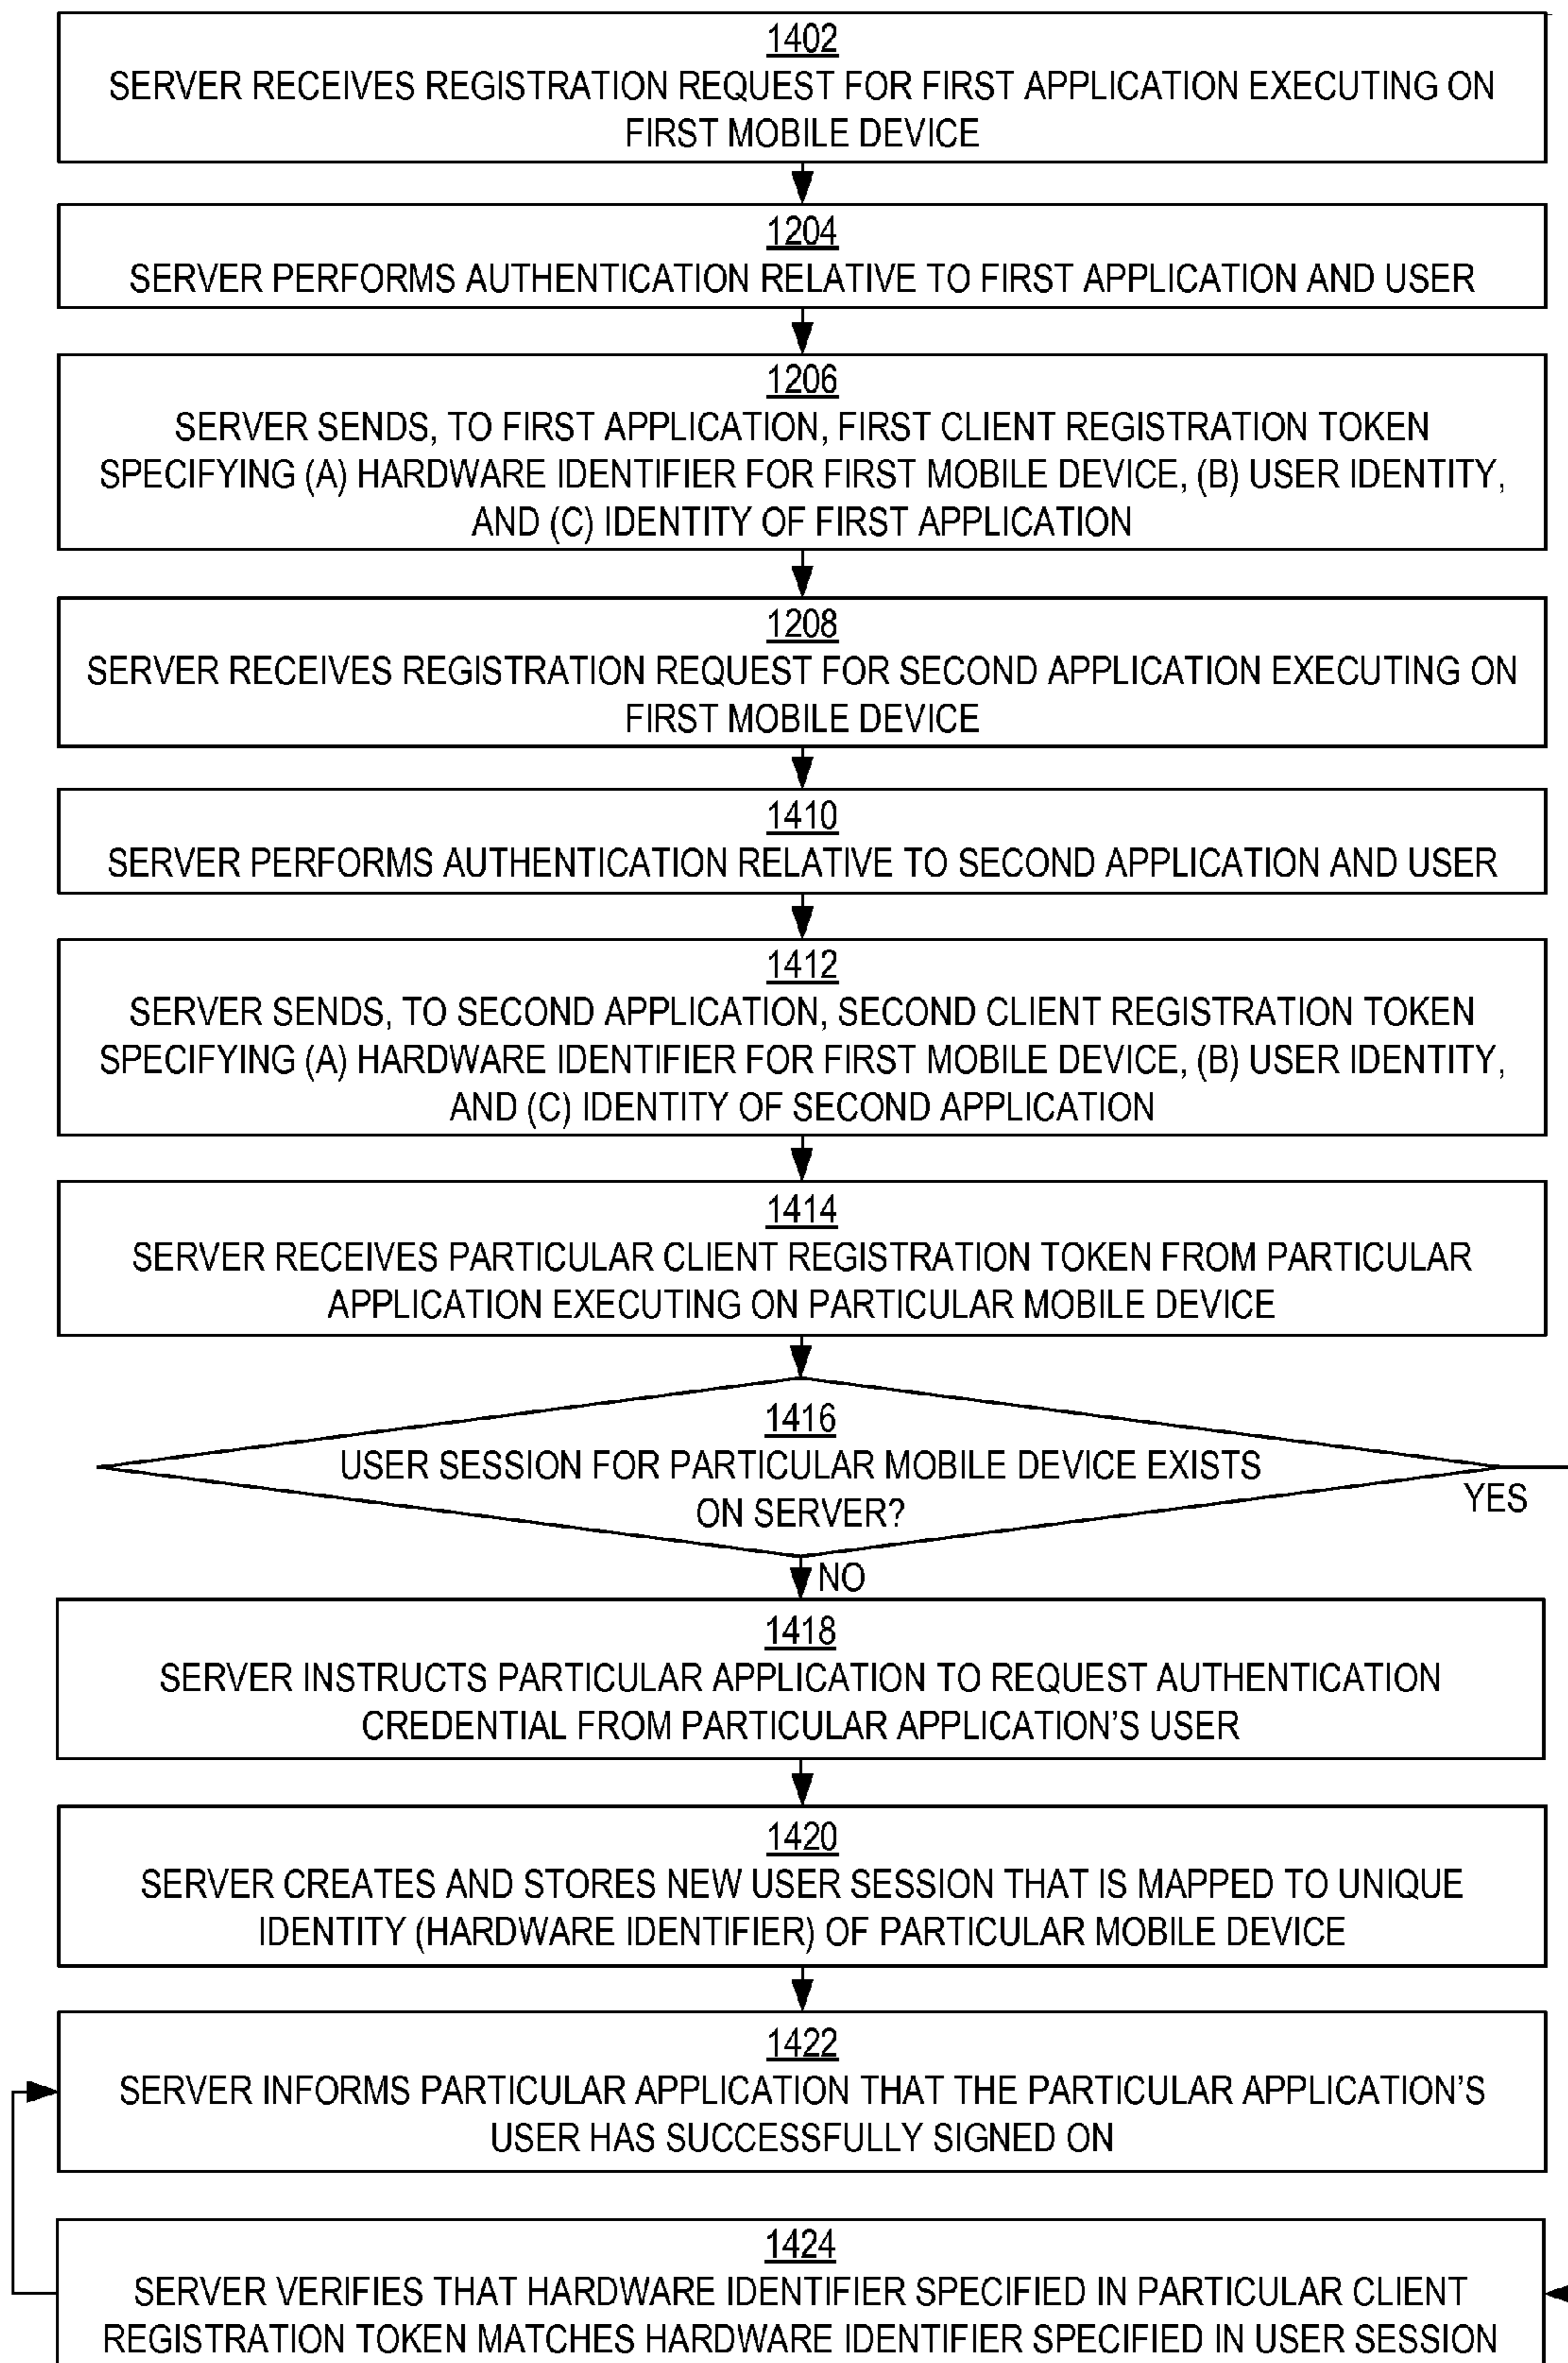 1402
SERVER RECEIVES REGISTRATION REQUEST FOR FIRST APPLICATION EXECUTING ON
FIRST MOBILE DEVICE
1204
SERVER PERFORMS AUTHENTICATION RELATIVE TO FIRST APPLICATION AND USER
1206
SERVER SENDS, TO FIRST APPLICATION, FIRST CLIENT REGISTRATION TOKEN
SPECIFYING (A) HARDWARE IDENTIFIER FOR FIRST MOBILE DEVICE, (B) USER IDENTITY,
AND (C) IDENTITY OF FIRST APPLICATION
1208
SERVER RECEIVES REGISTRATION REQUEST FOR SECOND APPLICATION EXECUTING ON
FIRST MOBILE DEVICE
1410
SERVER PERFORMS AUTHENTICATION RELATIVE TO SECOND APPLICATION AND USER
1412
SERVER SENDS, TO SECOND APPLICATION, SECOND CLIENT REGISTRATION TOKEN
SPECIFYING (A) HARDWARE IDENTIFIER FOR FIRST MOBILE DEVICE, (B) USER IDENTITY,
AND (C) IDENTITY OF SECOND APPLICATION
1414
SERVER RECEIVES PARTICULAR CLIENT REGISTRATION TOKEN FROM PARTICULAR
APPLICATION EXECUTING ON PARTICULAR MOBILE DEVICE
1416
USER SESSION FOR PARTICULAR MOBILE DEVICE EXISTS
ON SERVER?
YES
NO
1418
SERVER INSTRUCTS PARTICULAR APPLICATION TO REQUEST AUTHENTICATION
CREDENTIAL FROM PARTICULAR APPLICATION'S USER
1420
SERVER CREATES AND STORES NEW USER SESSION THAT IS MAPPED TO UNIQUE
IDENTITY (HARDWARE IDENTIFIER) OF PARTICULAR MOBILE DEVICE
1422
SERVER INFORMS PARTICULAR APPLICATION THAT THE PARTICULAR APPLICATION'S
USER HAS SUCCESSFULLY SIGNED ON
1424
SERVER VERIFIES THAT HARDWARE IDENTIFIER SPECIFIED IN PARTICULAR CLIENT
REGISTRATION TOKEN MATCHES HARDWARE IDENTIFIER SPECIFIED IN USER SESSION